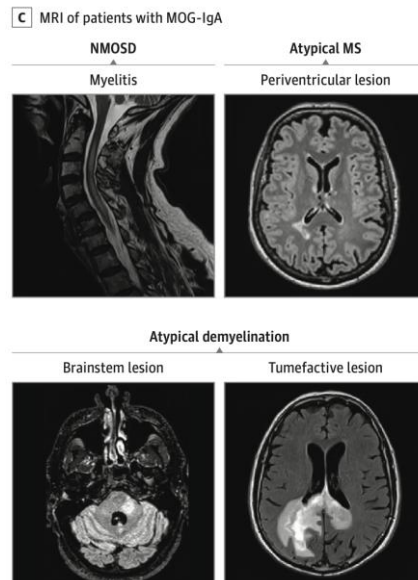 C MRI of patients with MOG-IgA
NMOSD
Atypical MS
Myelitis
Periventricular lesion
Atypical demyelination
Brainstem lesion
Tumefactive lesion